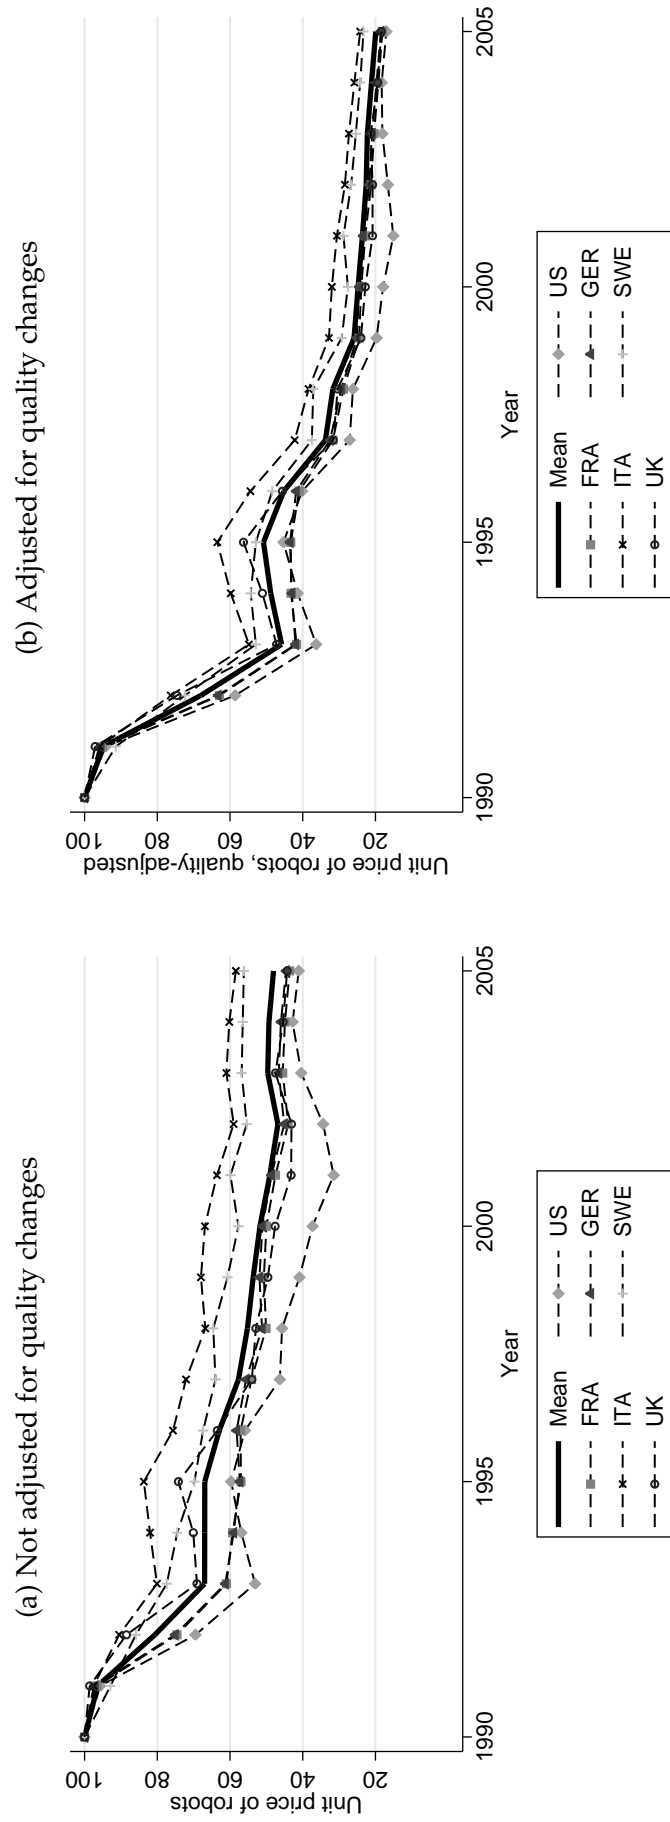 (a) Not adjusted for quality changes
Unit price of robots
100
80
60
40
20
1990
1995
2000
2005
Year
Mean
US
FRA
GER
ITA
SWE
UK
(b) Adjusted for quality changes
Unit price of robots, quality-adjusted
100
80
60
40
20
1990
1995
2000
2005
Year
Mean
US
FRA
GER
ITA
SWE
UK